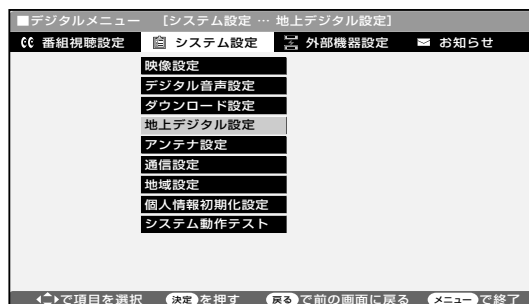 ■デジタルメニュー [システム設定 … 地上デジタル設定]
番組視聴設定 システム設定 外部機器設定 お知らせ
映像設定
デジタル音声設定
ダウンロード設定
地上デジタル設定
アンテナ設定
通信設定
地域設定
個人情報初期化設定
システム動作テスト
で項目を選択 決定を押す 戻るで前の画面に戻る メニューで終了